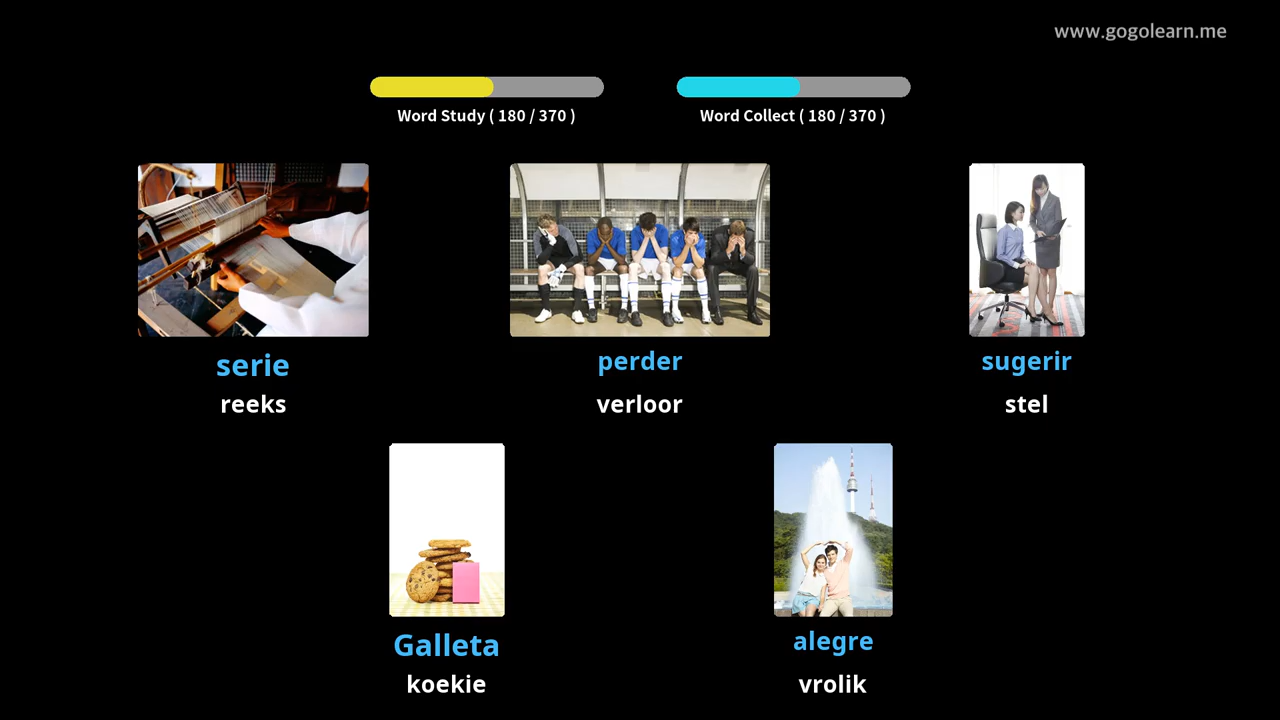 www.gogolearn.me
Word Study ( 180 / 370 )
Word Collect ( 180 / 370 )
serie
reeks
perder
verloor
sugerir
stel
Galleta
koekie
alegre
vrolik